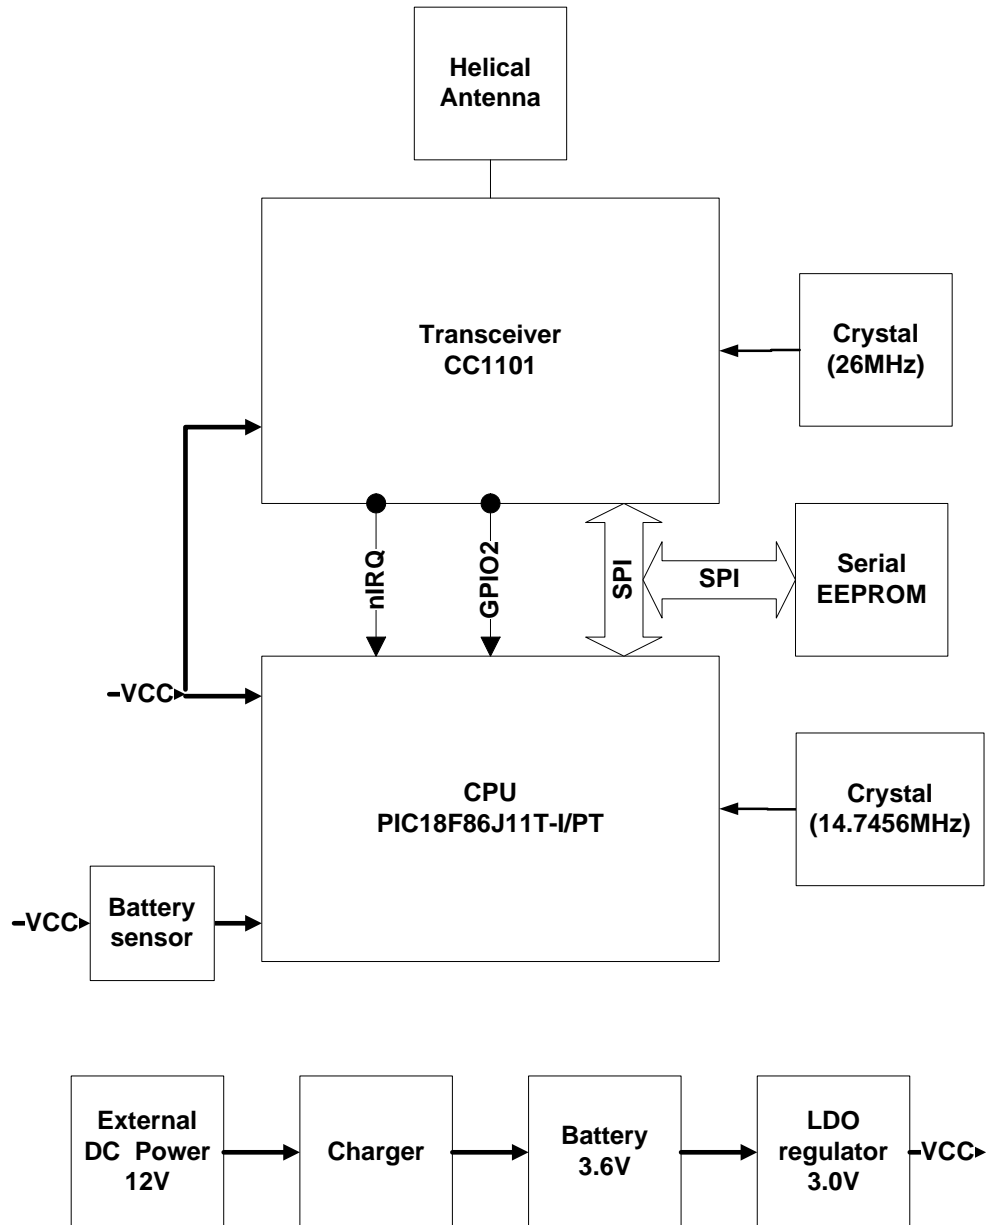 Helical
Antenna
Transceiver
CC1101
Crystal
(26MHz)
nIRQ
GPIO2
SPI
SPI
Serial
EEPROM
VCC
CPU
PIC18F86J11T-I/PT
Crystal
(14.7456MHz)
VCC
Battery
sensor
External
DC Power
12V
Charger
Battery
3.6V
LDO
regulator
3.0V
VCC